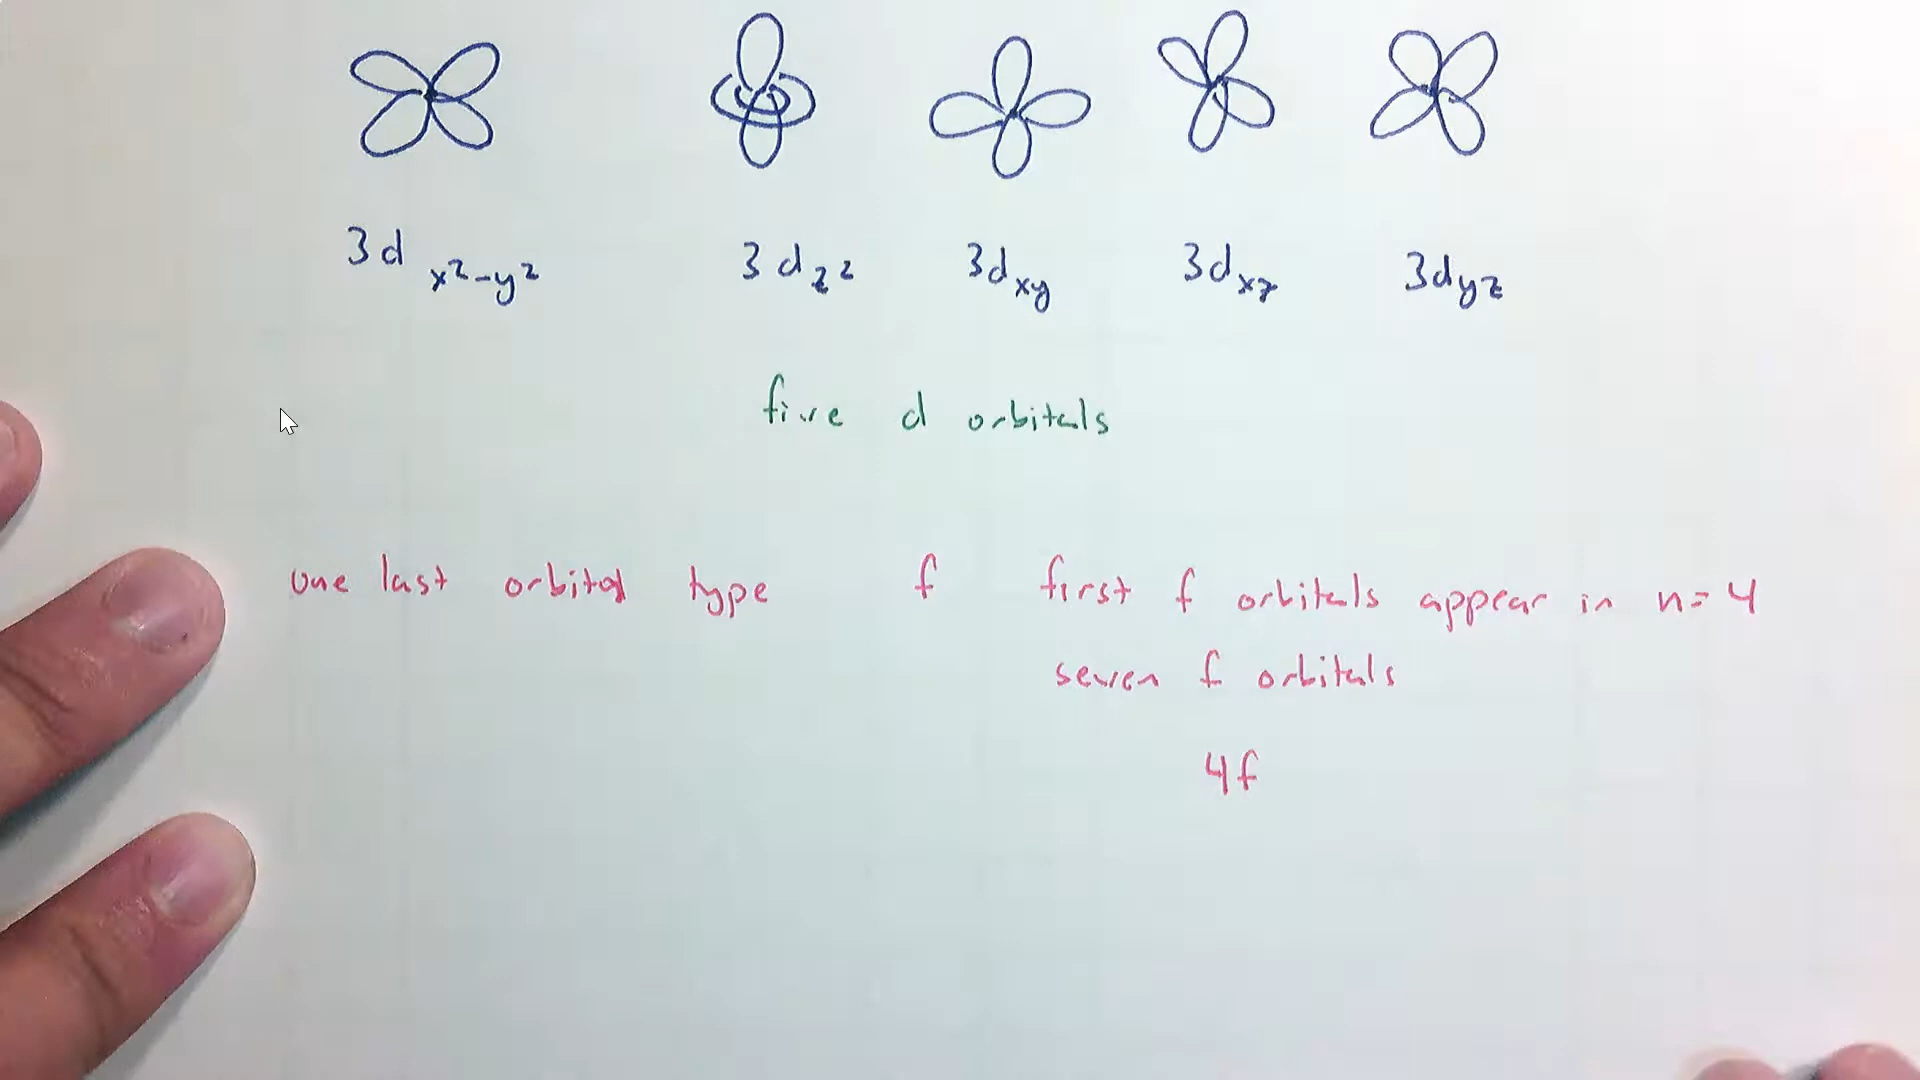 3d x²-y² 3d z² 3d xy 3d xz 3d yz
five d orbitals
one last orbital type f first f orbitals appear in n=4
seven f orbitals
4f